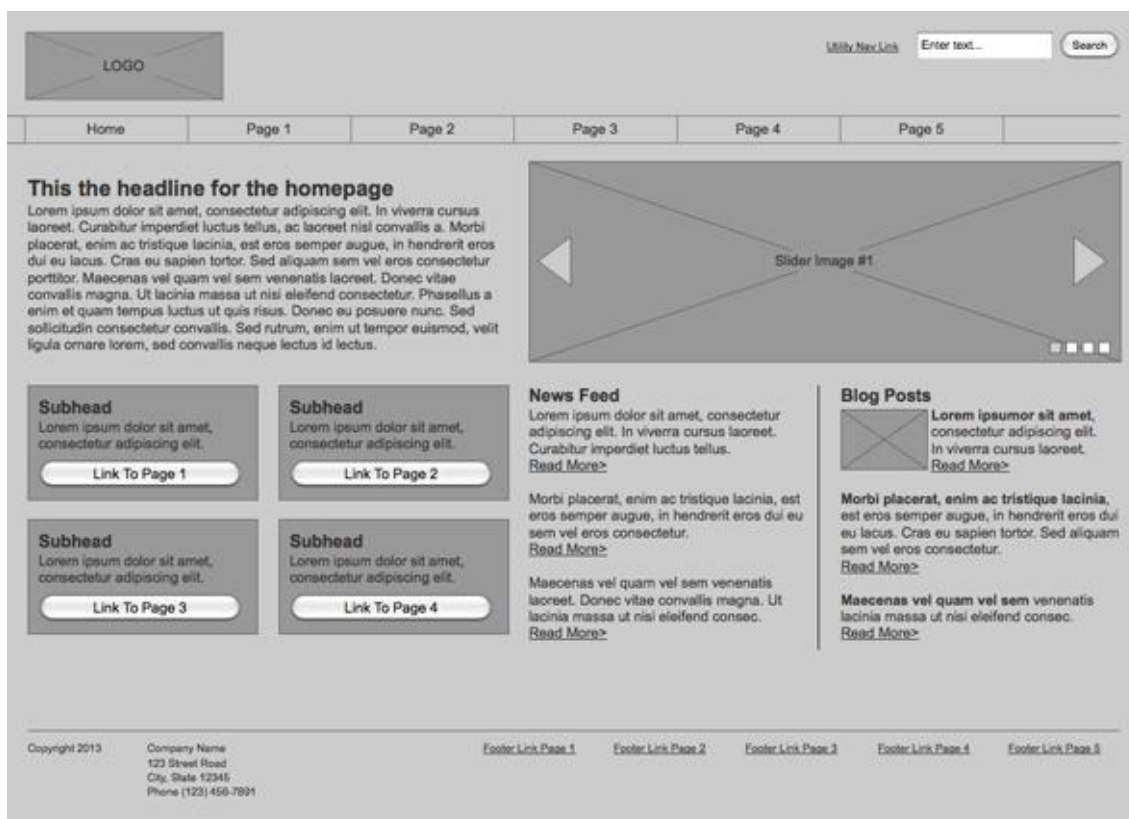 LOGO
Utility Nav Link
Enter text...
Search
Home
Page 1
Page 2
Page 3
Page 4
Page 5
This the headline for the homepage
Lorem ipsum dolor sit amet, consectetur adipiscing elit. In viverra cursus
laoreet. Curabitur imperdiet luctus tellus, ac laoreet nisl convallis a. Morbi
placerat, enim ac tristique lacinia, est eros semper augue, in hendrerit eros
dui eu lacus. Cras eu sapien tortor. Sed aliquam sem vel eros consectetur
porttitor. Maecenas vel quam vel sem venenatis laoreet. Donec vitae
convallis magna. Ut lacinia massa ut nisi eleifend consectetur. Phasellus a
enim et quam tempus luctus ut quis risus. Donec eu posuere nunc. Sed
sollicitudin consectetur convallis. Sed rutrum, enim ut tempor euismod, velit
ligula ornare lorem, sed convallis neque lectus id lectus.
Slider Image #1
Subhead
Lorem ipsum dolor sit amet,
consectetur adipiscing elit.
Link To Page 1
Subhead
Lorem ipsum dolor sit amet,
consectetur adipiscing elit.
Link To Page 2
Subhead
Lorem ipsum dolor sit amet,
consectetur adipiscing elit.
Link To Page 3
Subhead
Lorem ipsum dolor sit amet,
consectetur adipiscing elit.
Link To Page 4
News Feed
Lorem ipsum dolor sit amet, consectetur
adipiscing elit. In viverra cursus laoreet.
Curabitur imperdiet luctus tellus.
Read More>
Morbi placerat, enim ac tristique lacinia, est
eros semper augue, in hendrerit eros dui eu
sem vel eros consectetur.
Read More>
Maecenas vel quam vel sem venenatis
laoreet. Donec vitae convallis magna. Ut
lacinia massa ut nisi eleifend consec.
Read More>
Blog Posts
Lorem ipsumor sit amet,
consectetur adipiscing elit.
In viverra cursus laoreet.
Read More>
Morbi placerat, enim ac tristique lacinia,
est eros semper augue, in hendrerit eros dui
eu lacus. Cras eu sapien tortor. Sed aliquam
sem vel eros consectetur.
Read More>
Maecenas vel quam vel sem venenatis
lacinia massa ut nisi eleifend consec.
Read More>
Copyright 2013
Company Name
123 Street Road
City, State 12345
Phone (123) 456-7891
Footer Link Page 1
Footer Link Page 2
Footer Link Page 3
Footer Link Page 4
Footer Link Page 5